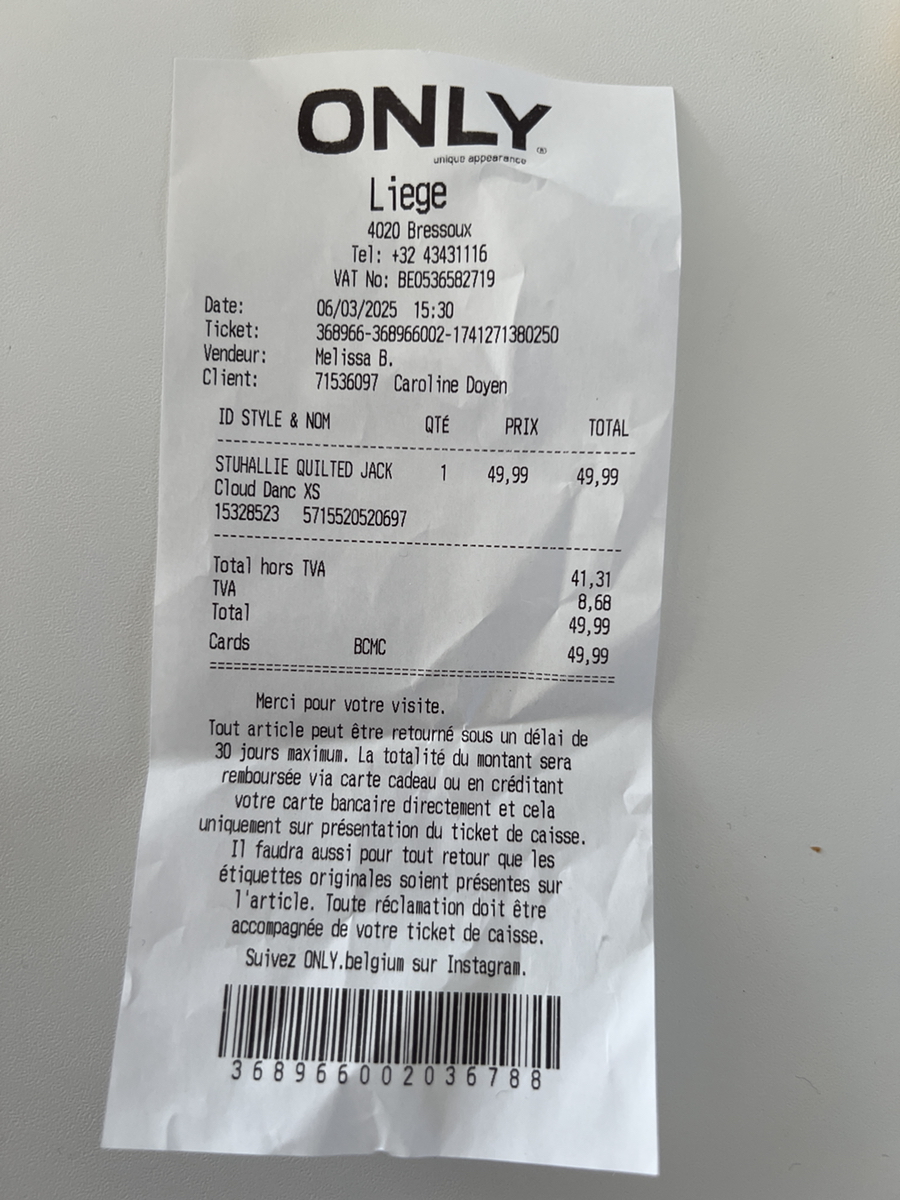 ONLY®
unique appearance
Liege
4020 Bressoux
Tel: +32 43431116
VAT No: BE0536582719
Date: 06/03/2025 15:30
Ticket: 368966-368966002-1741271380250
Vendeur: Melissa B.
Client: 71536097 Caroline Doyen
ID STYLE & NOM QTÉ PRIX TOTAL
STUHALLIE QUILTED JACK 1 49,99 49,99
Cloud Danc XS
15328523 5715520520697
Total hors TVA 41,31
TVA 8,68
Total 49,99
Cards BCMC 49,99
Merci pour votre visite.
Tout article peut être retourné sous un délai de
30 jours maximum. La totalité du montant sera
remboursée via carte cadeau ou en créditant
votre carte bancaire directement et cela
uniquement sur présentation du ticket de caisse.
Il faudra aussi pour tout retour que les
étiquettes originales soient présentes sur
l'article. Toute réclamation doit être
accompagnée de votre ticket de caisse.
Suivez ONLY.belgium sur Instagram.
368966002036788